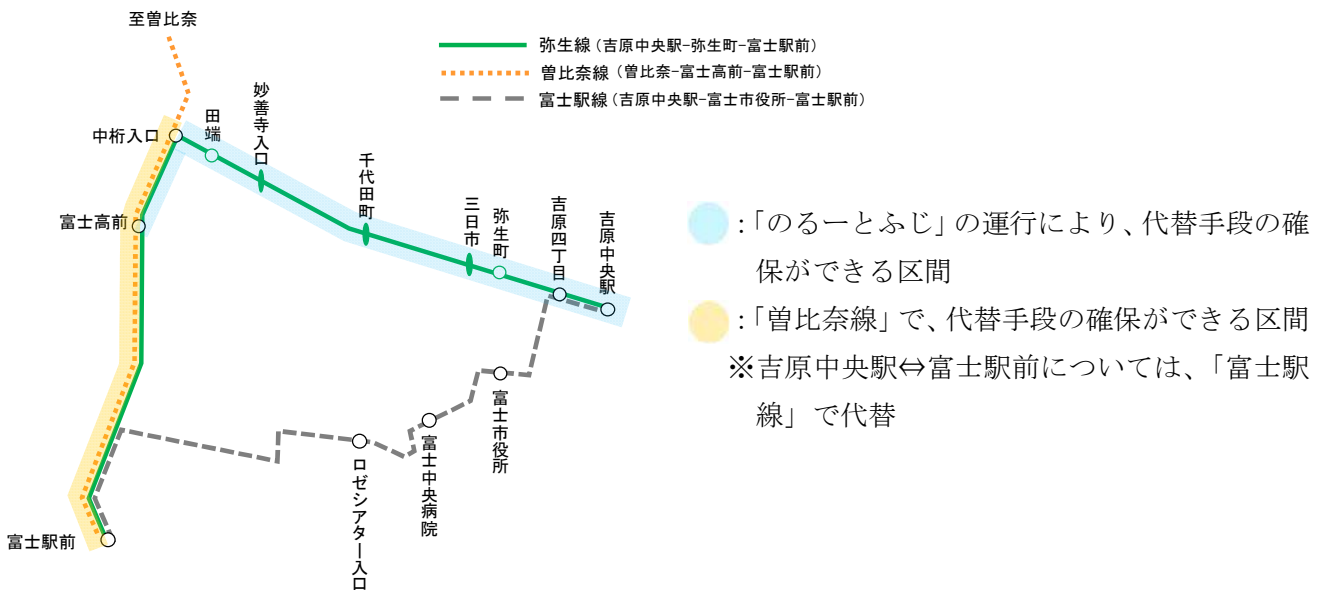 至曽比奈
弥生線(吉原中央駅-弥生町-富士駅前)
曽比奈線(曽比奈-富士高前-富士駅前)
富士駅線(吉原中央駅-富士市役所-富士駅前)
中桁入口
田端
妙善寺入口
千代田町
三日市
弥生町
吉原四丁目
吉原中央駅
富士高前
富士市役所
富士中央病院
ロゼシアター入口
富士駅前
:「のるーとふじ」の運行により、代替手段の確
保ができる区間
:「曽比奈線」で、代替手段の確保ができる区間
※吉原中央駅⇔富士駅前については、「富士駅
線」で代替